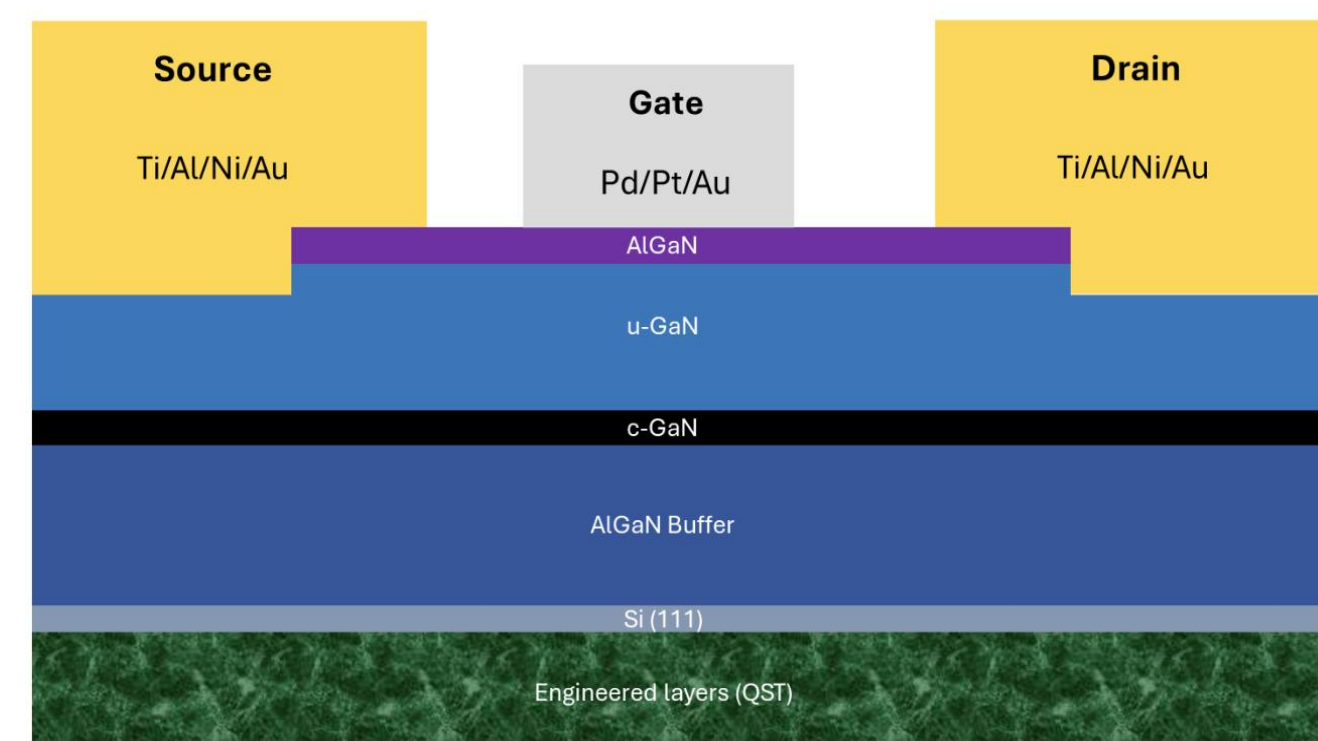 Source
Ti/Al/Ni/Au
Gate
Pd/Pt/Au
Drain
Ti/Al/Ni/Au
AlGaN
u-GaN
c-GaN
AlGaN Buffer
Si (111)
Engineered layers (QST)